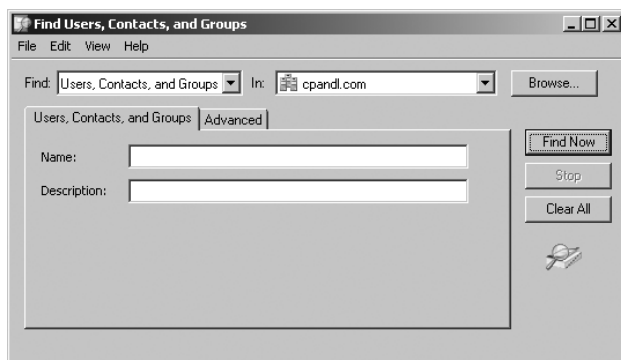 Find Users, Contacts, and Groups
File Edit View Help
Find: Users, Contacts, and Groups In: cpandl.com Browse...
Users, Contacts, and Groups Advanced
Find Now
Name:
Stop
Description:
Clear All